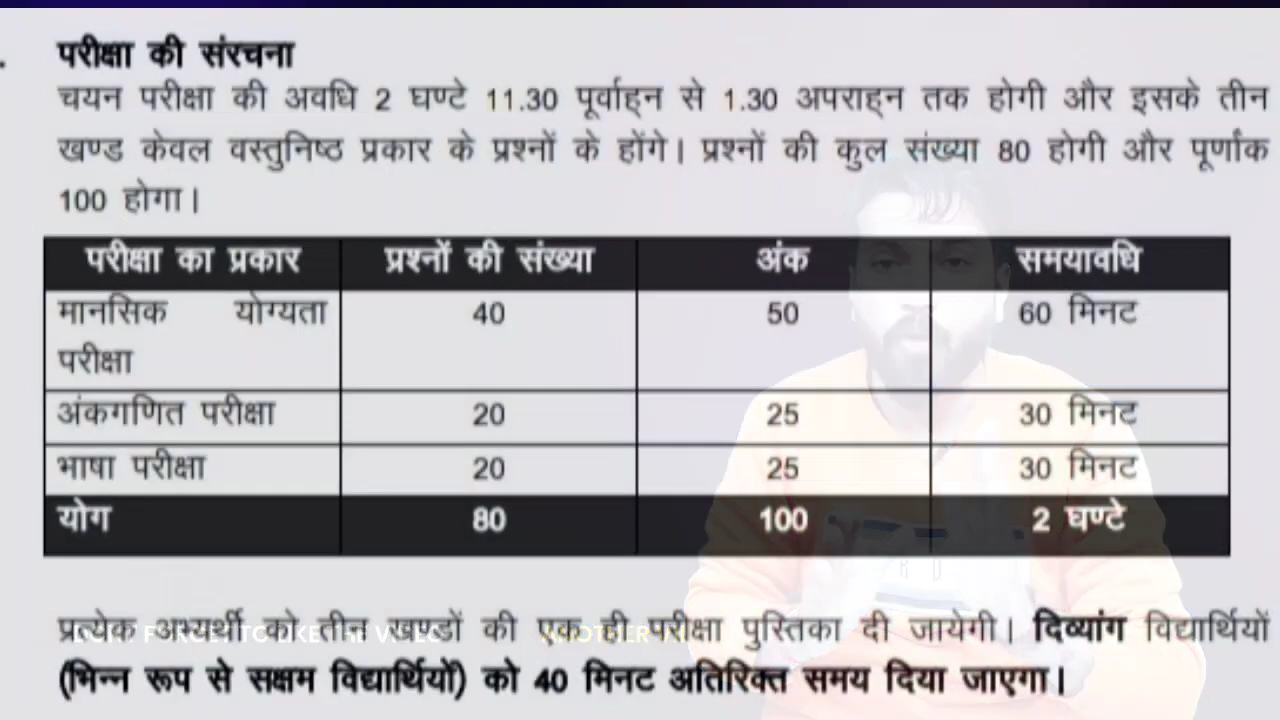 परीक्षा की संरचना
चयन परीक्षा की अवधि 2 घण्टे 11.30 पूर्वाह्न से 1.30 अपराह्न तक होगी और इसके तीन
खण्ड केवल वस्तुनिष्ठ प्रकार के प्रश्नों के होंगे। प्रश्नों की कुल संख्या 80 होगी और पूर्णांक
100 होगा।
परीक्षा का प्रकार प्रश्नों की संख्या अंक समयावधि
मानसिक योग्यता 40 50 60 मिनट
परीक्षा
अंकगणित परीक्षा 20 25 30 मिनट
भाषा परीक्षा 20 25 30 मिनट
योग 80 100 2 घण्टे
प्रत्येक अभ्यर्थी को तीन खण्डों की एक ही परीक्षा पुस्तिका दी जायेगी। दिव्यांग विद्यार्थियों
(भिन्न रूप से सक्षम विद्यार्थियों) को 40 मिनट अतिरिक्त समय दिया जाएगा।